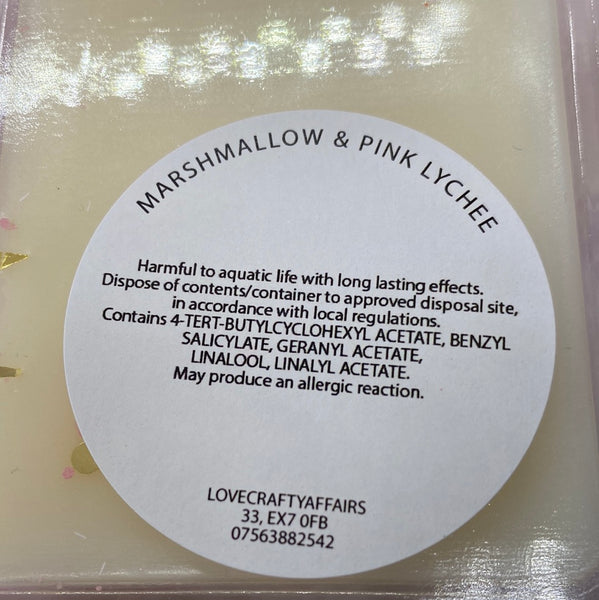 MARSHMALLOW & PINK LYCHEE
Harmful to aquatic life with long lasting effects.
Dispose of contents/container to approved disposal site,
in accordance with local regulations.
Contains 4-TERT-BUTYLCYCLOHEXYL ACETATE, BENZYL
SALICYLATE, GERANYL ACETATE,
LINALOOL, LINALYL ACETATE.
May produce an allergic reaction.
LOVECRAFTYAFFAIRS
33, EX7 0FB
07563882542